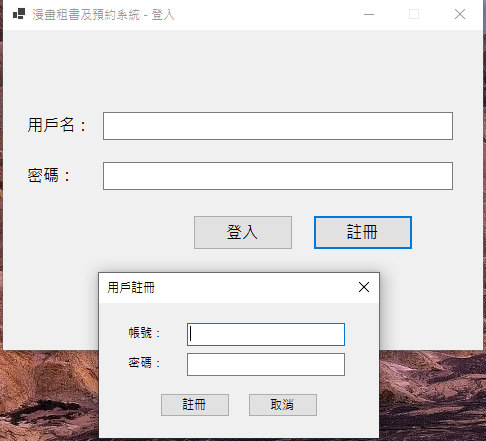 漫畫租書及預約系統 - 登入
用戶名：
密碼：
登入 註冊
用戶註冊
帳號：
密碼：
註冊 取消